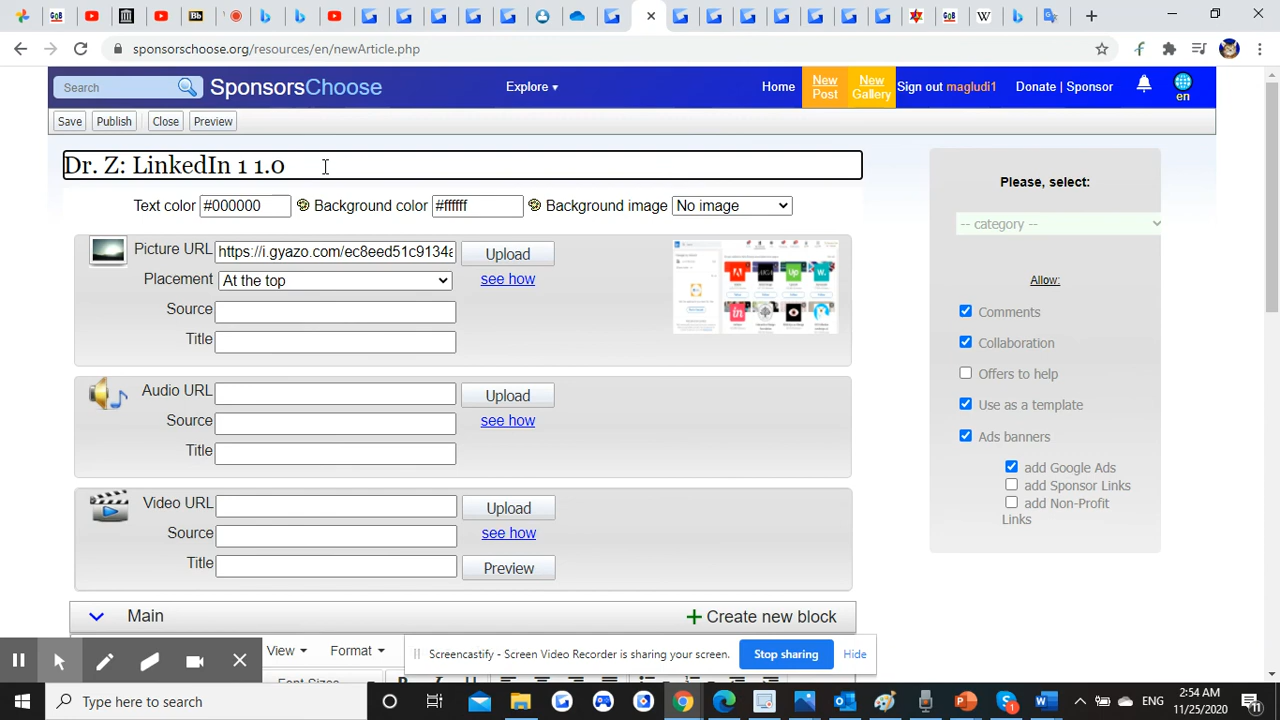 sponsorschoose.org/resources/en/newArticle.php
Search
SponsorsChoose
Explore
Home
New Post
New Gallery
Sign out magludi1
Donate | Sponsor
en
Save
Publish
Close
Preview
Dr. Z: LinkedIn 1 1.0
Text color #000000
Background color #ffffff
Background image No image
Picture URL https://i.gyazo.com/ec8eed51c9134a
Upload
Placement At the top
see how
Source
Title
Audio URL
Upload
Source
see how
Title
Video URL
Upload
Source
see how
Title
Preview
Main
Create new block
Please, select:
-- category --
Allow:
Comments
Collaboration
Offers to help
Use as a template
Ads banners
add Google Ads
add Sponsor Links
add Non-Profit
Links
View
Format
Font Sizes
Screencastify - Screen Video Recorder is sharing your screen.
Stop sharing
Hide
Type here to search
ENG
2:54 AM
11/25/2020